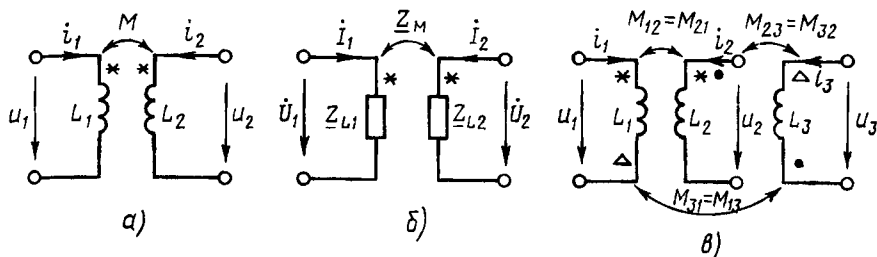 M
i₁ i₂
* *
u₁ L₁ L₂ u₂
а)
Z_M
İ₁ İ₂
* *
U̇₁ Z_L1 Z_L2 U̇₂
б)
M₁₂=M₂₁ M₂₃=M₃₂
i₁ i₂ i₃
* * • Δ
u₁ L₁ L₂ u₂ L₃ u₃
Δ •
M₃₁=M₁₃
в)